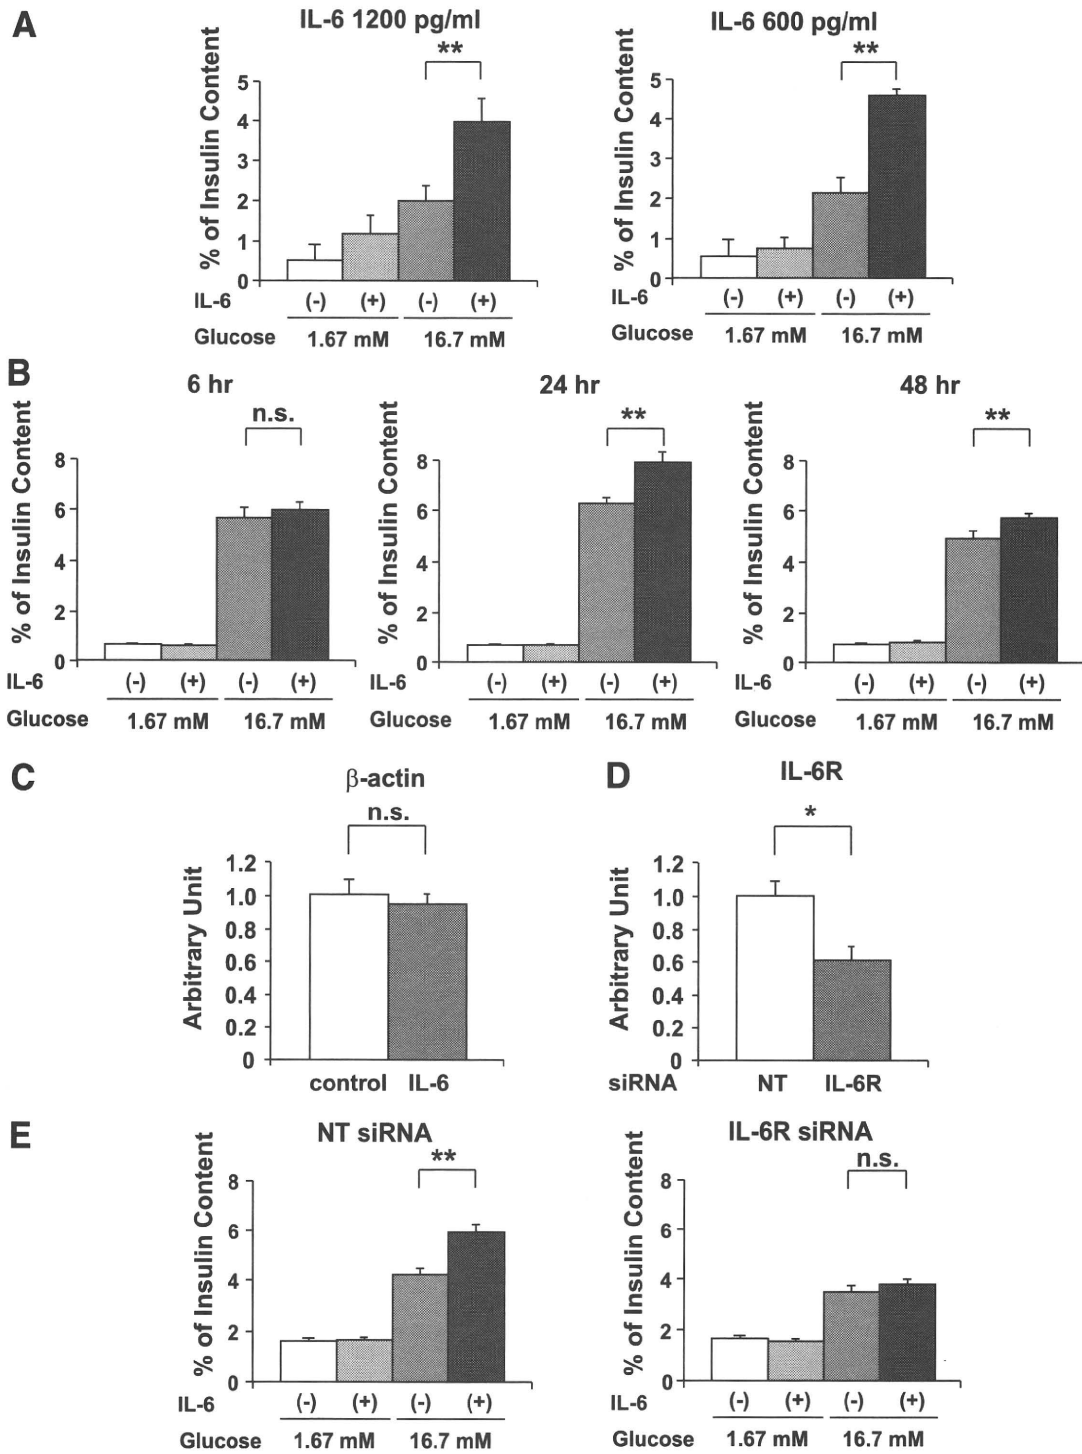 A
IL-6 1200 pg/ml
IL-6 600 pg/ml
**
**
% of Insulin Content
5
4
3
2
1
0
% of Insulin Content
5
4
3
2
1
0
IL-6 (-) (+) (-) (+)
Glucose 1.67 mM 16.7 mM
IL-6 (-) (+) (-) (+)
Glucose 1.67 mM 16.7 mM
B
6 hr
24 hr
48 hr
n.s.
**
**
% of Insulin Content
8
6
4
2
0
% of Insulin Content
8
6
4
2
0
% of Insulin Content
8
6
4
2
0
IL-6 (-) (+) (-) (+)
Glucose 1.67 mM 16.7 mM
IL-6 (-) (+) (-) (+)
Glucose 1.67 mM 16.7 mM
IL-6 (-) (+) (-) (+)
Glucose 1.67 mM 16.7 mM
C
β-actin
n.s.
Arbitrary Unit
1.2
1.0
0.8
0.6
0.4
0.2
0
control IL-6
D
IL-6R
*
Arbitrary Unit
1.2
1.0
0.8
0.6
0.4
0.2
0
siRNA NT IL-6R
E
NT siRNA
**
% of Insulin Content
8
6
4
2
0
IL-6 (-) (+) (-) (+)
Glucose 1.67 mM 16.7 mM
IL-6R siRNA
n.s.
% of Insulin Content
8
6
4
2
0
IL-6 (-) (+) (-) (+)
Glucose 1.67 mM 16.7 mM